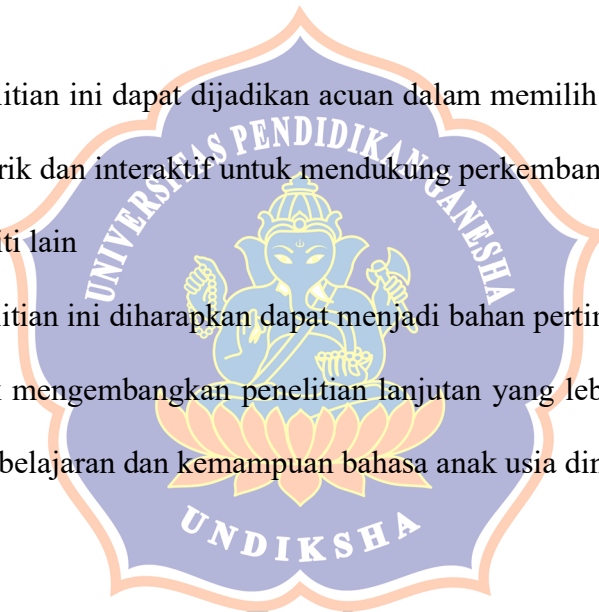 litian ini dapat dijadikan acuan dalam memilih
rik dan interaktif untuk mendukung perkemban
iti lain
litian ini diharapkan dapat menjadi bahan pertin
mengembangkan penelitian lanjutan yang leb
belajaran dan kemampuan bahasa anak usia din
UNIVERSITAS PENDIDIKAN GANESHA
UNDIKSHA